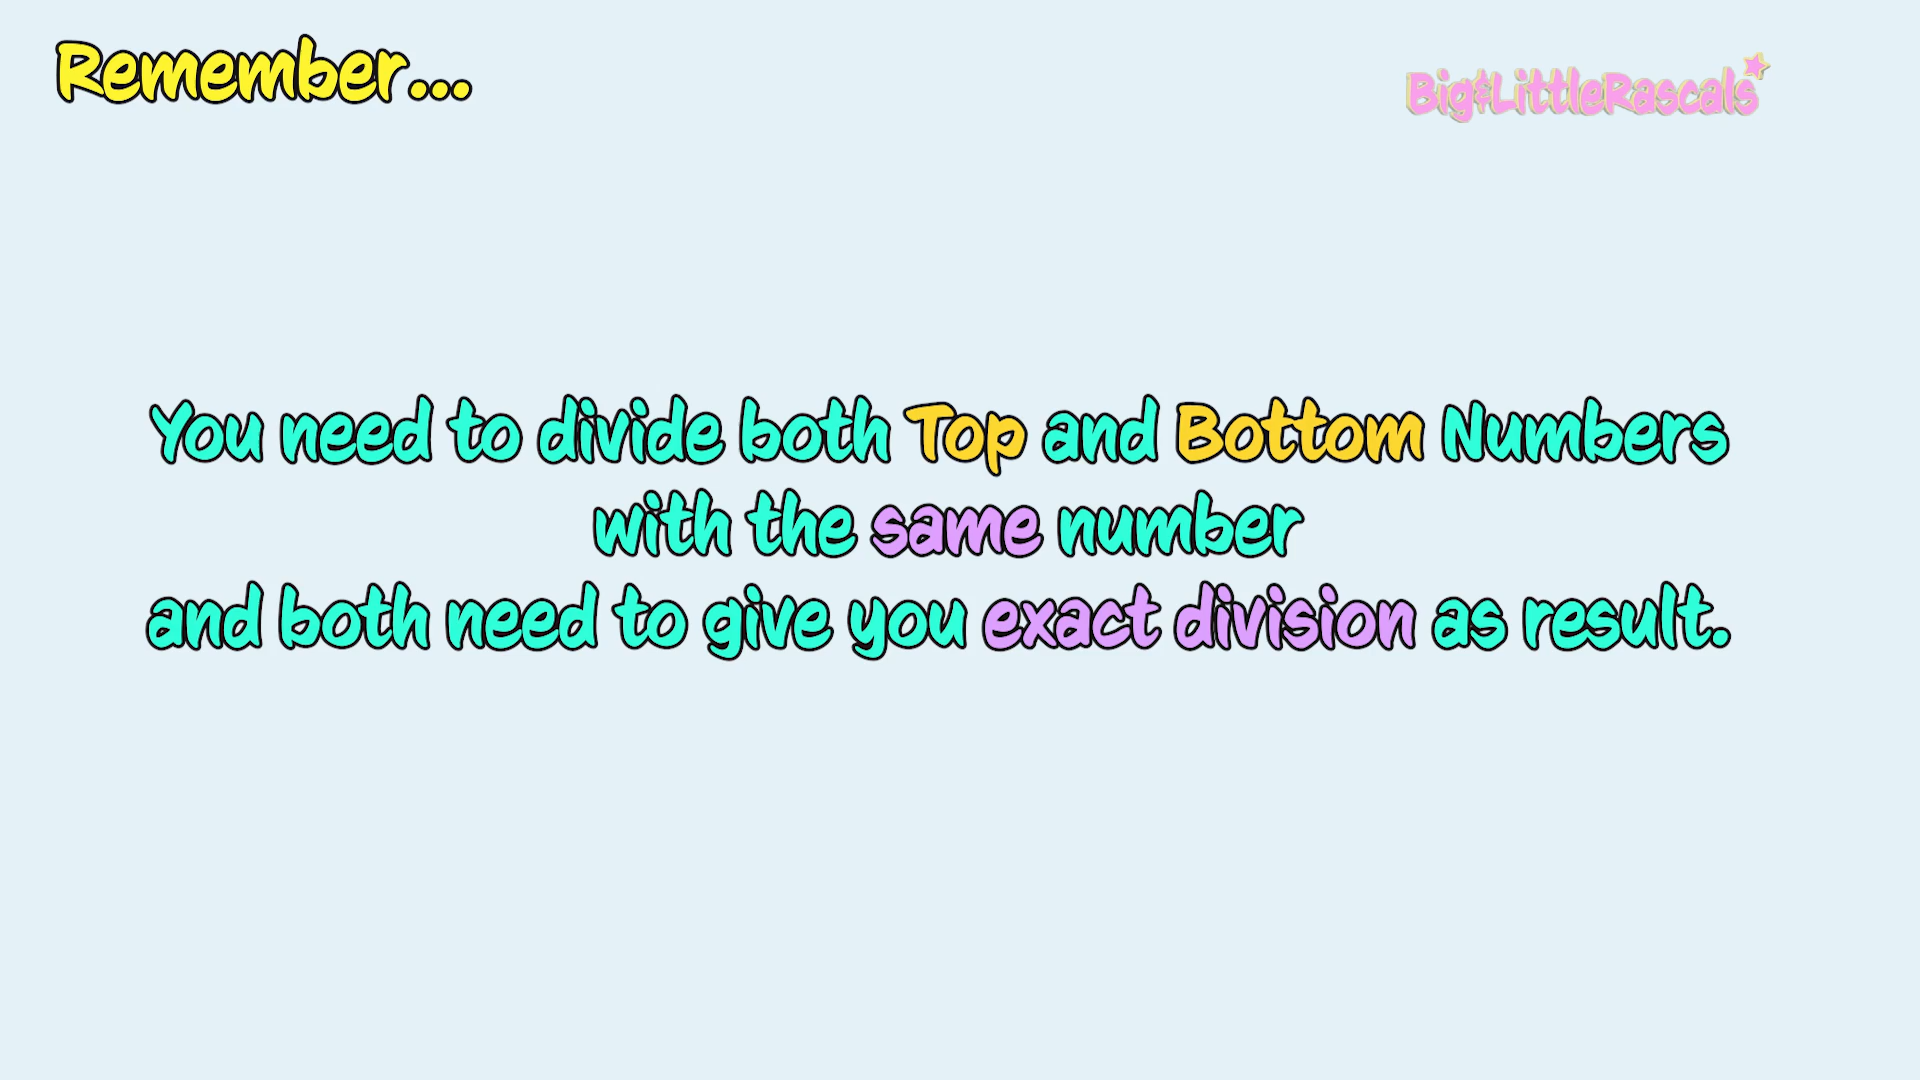 Remember...
Big&LittleRascals
You need to divide both Top and Bottom Numbers
with the same number
and both need to give you exact division as result.